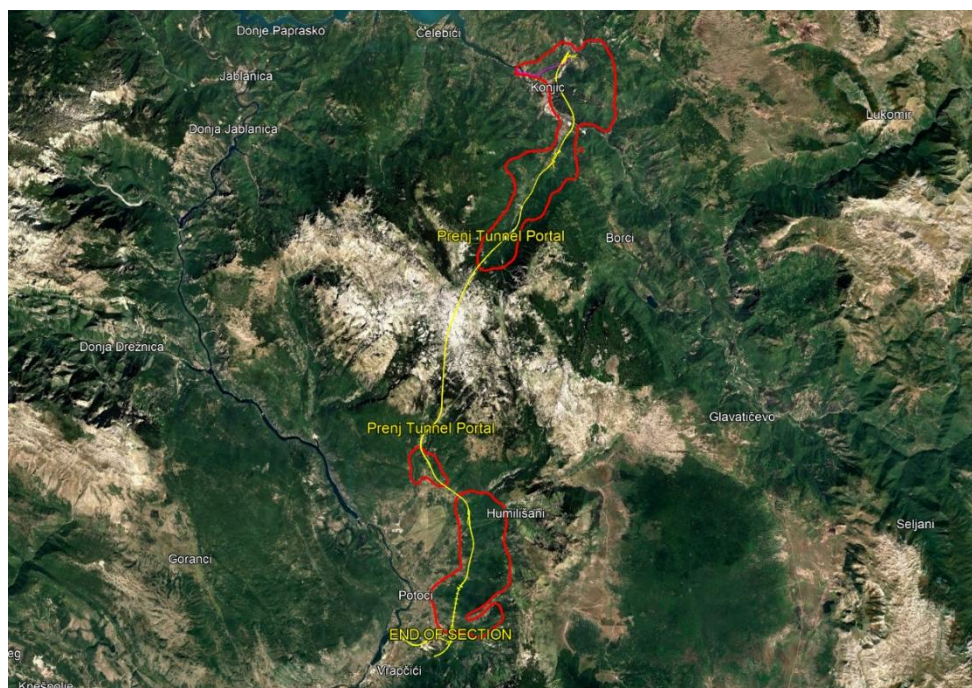 Donje Paprasko
Čelebići
Jablanica
Konjic
Lukomir
Donja Jablanica
Prenj Tunnel Portal
Borci
Donja Drežnica
Glavatičevo
Prenj Tunnel Portal
Humilišani
Seljani
Goranci
Potoci
END OF SECTION
Vrapčići
eg